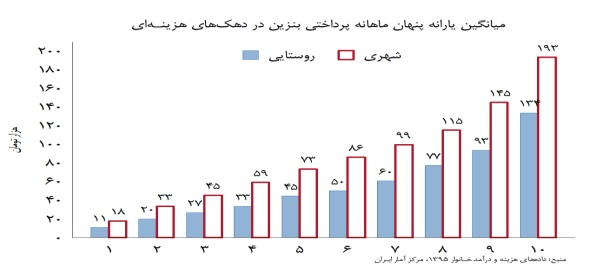 میانگین یارانه پنهان ماهانه پرداختی بنزین در دهک‌های هزینه‌ای
روستایی شهری
هزار تومان
۲۰۰
۱۸۰
۱۶۰
۱۴۰
۱۲۰
۱۰۰
۸۰
۶۰
۴۰
۲۰
۰
۱۱ ۱۸ ۲۰ ۳۳ ۲۷ ۴۵ ۳۳ ۵۹ ۴۵ ۷۳ ۵۰ ۸۶ ۶۰ ۹۹ ۷۷ ۱۱۵ ۹۳ ۱۴۵ ۱۳۴ ۱۹۳
۱ ۲ ۳ ۴ ۵ ۶ ۷ ۸ ۹ ۱۰
منبع: داده‌های هزینه و درآمد خانوار ۱۳۹۵، مرکز آمار ایران